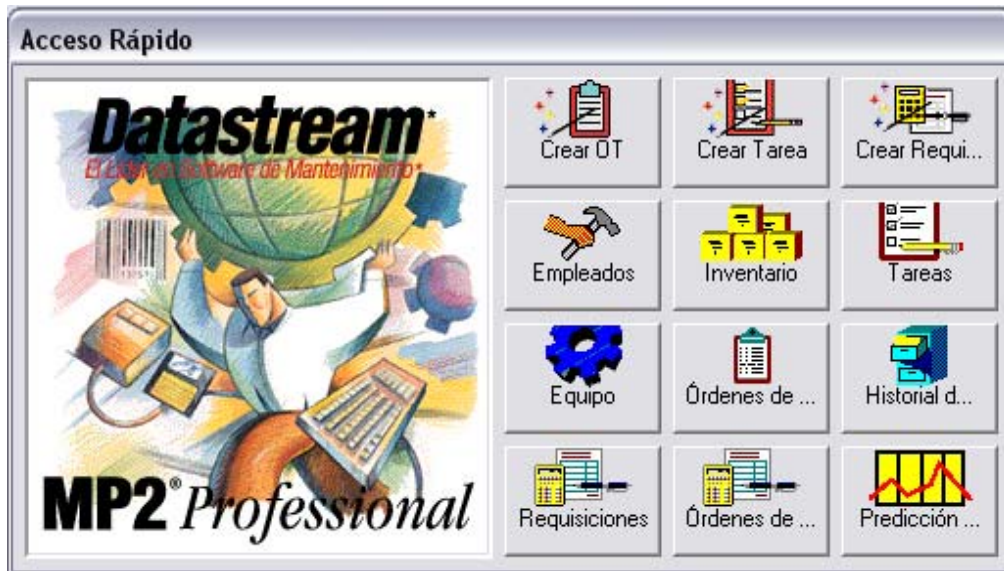 Acceso Rápido
Datastream*
El Líder en Software de Mantenimiento*
MP2® Professional
Crear OT
Crear Tarea
Crear Requi...
Empleados
Inventario
Tareas
Equipo
Órdenes de ...
Historial d...
Requisiciones
Órdenes de ...
Predicción ...